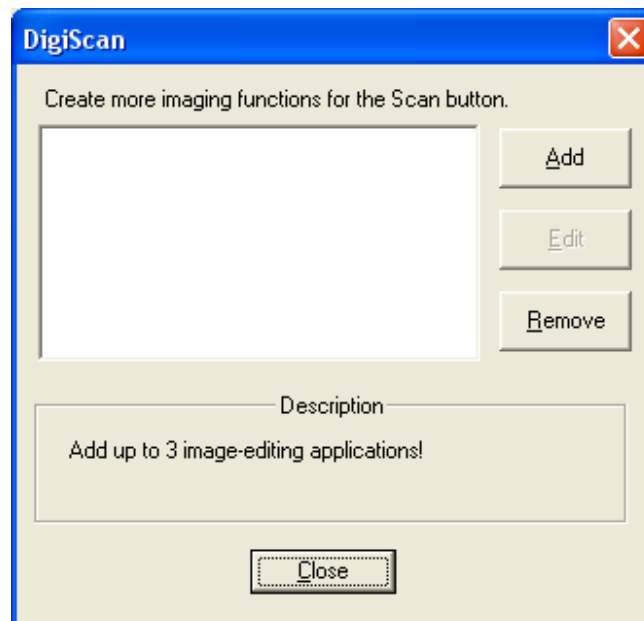 DigiScan
Create more imaging functions for the Scan button.
Add
Edit
Remove
Description
Add up to 3 image-editing applications!
Close